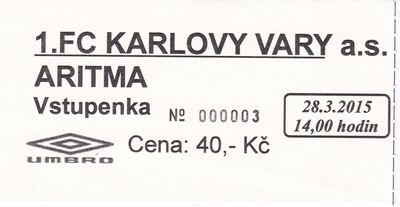 1.FC KARLOVY VARY a.s.
ARITMA
Vstupenka № 000003
28.3.2015
14,00 hodin
UMBRO
Cena: 40,- Kč